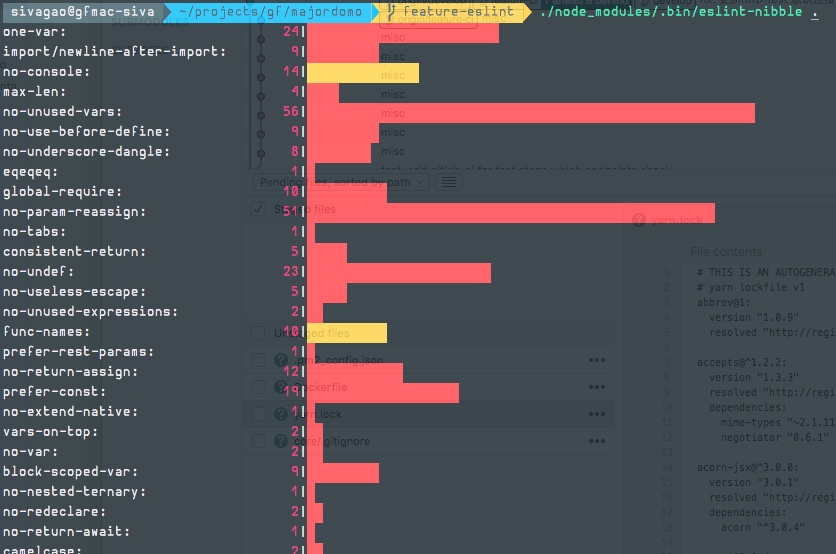 sivagao@gfmac-siva ~/projects/gf/majordomo feature-eslint ./node_modules/.bin/eslint-nibble .
one-var: 24|
misc
import/newline-after-import: 9|
misc
no-console: 14|
misc
max-len: 4|
misc
no-unused-vars: 56|
misc
no-use-before-define: 9|
misc
no-underscore-dangle: 8|
misc
eqeqeq: 1|
Pending files, sorted by path
global-require: 10|
no-param-reassign: 51|
Staged files
yarn.lock
no-tabs: 1|
consistent-return: 5|
File contents
no-undef: 23|
1 # THIS IS AN AUTOGENERA
no-useless-escape: 5|
2 # yarn lockfile v1
3 abbrev@1:
no-unused-expressions: 2|
4 version "1.0.9"
func-names: 10|
Unstaged files
5 resolved "http://regi
6
prefer-rest-params: 1|
.pm2_config.json
7 accepts@^1.2.2:
no-return-assign: 12|
8 version "1.3.3"
prefer-const: 19|
Dockerfile
9 resolved "http://regi
10 dependencies:
no-extend-native: 1|
yarn.lock
11 mime-types "~2.1.11
vars-on-top: 2|
core/.gitignore
12 negotiator "0.6.1"
no-var: 2|
13
block-scoped-var: 9|
14 acorn-jsx@^3.0.0:
15 version "3.0.1"
no-nested-ternary: 1|
16 resolved "http://regi
no-redeclare: 2|
17 dependencies:
no-return-await: 1|
18 acorn "^3.0.4"
19
camelcase: 2|